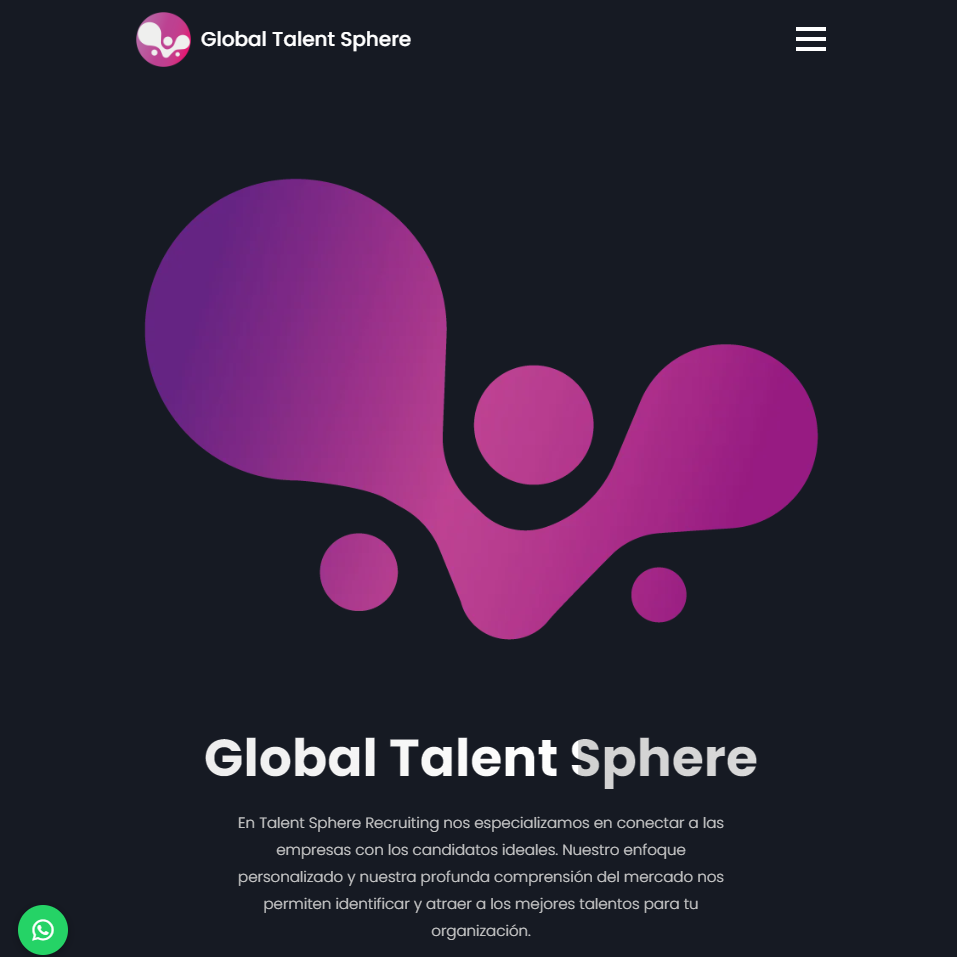 Global Talent Sphere
Global Talent Sphere
En Talent Sphere Recruiting nos especializamos en conectar a las
empresas con los candidatos ideales. Nuestro enfoque
personalizado y nuestra profunda comprensión del mercado nos
permiten identificar y atraer a los mejores talentos para tu
organización.